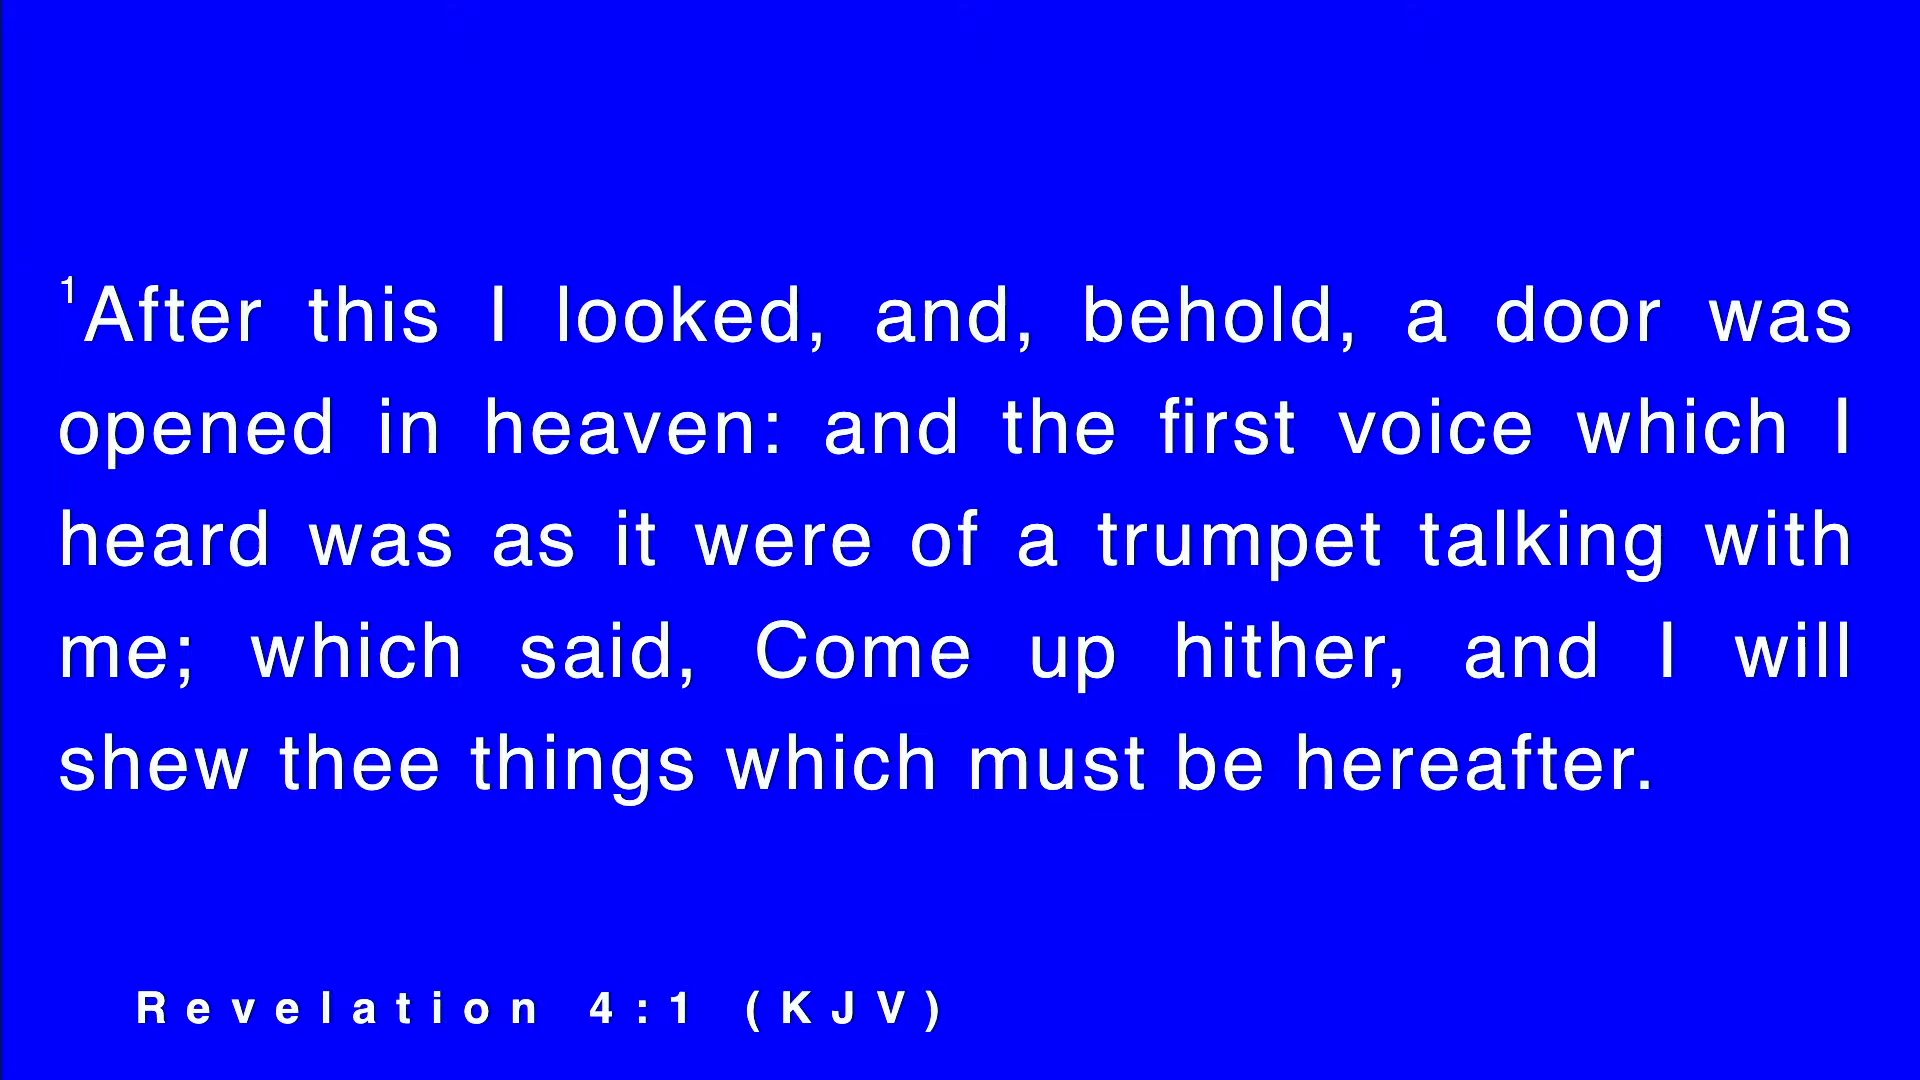 ¹After this I looked, and, behold, a door was
opened in heaven: and the first voice which I
heard was as it were of a trumpet talking with
me; which said, Come up hither, and I will
shew thee things which must be hereafter.
Revelation 4:1 (KJV)